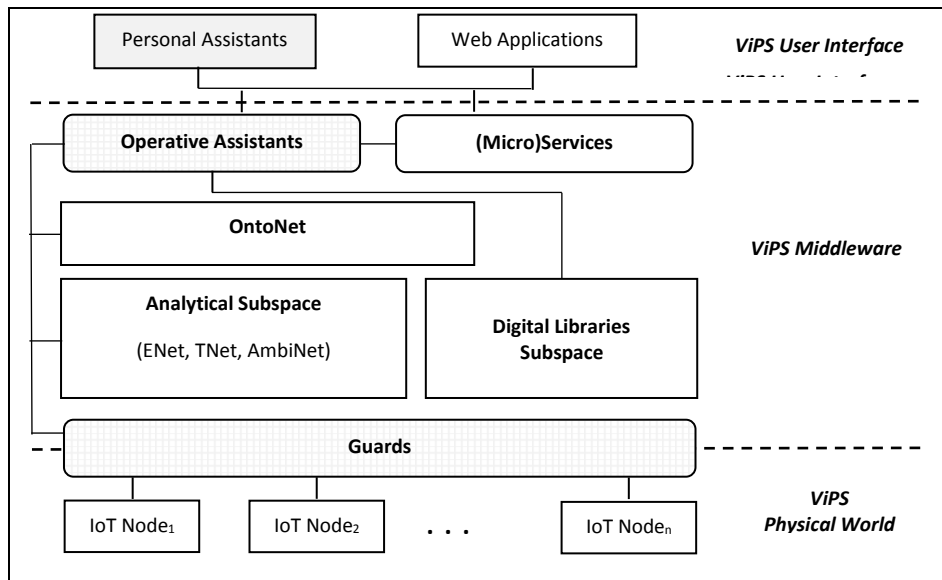 Personal Assistants
Web Applications
ViPS User Interface
Operative Assistants
(Micro)Services
OntoNet
ViPS Middleware
Analytical Subspace
(ENet, TNet, AmbiNet)
Digital Libraries
Subspace
Guards
IoT Node₁
IoT Node₂
. . .
IoT Nodeₙ
ViPS
Physical World